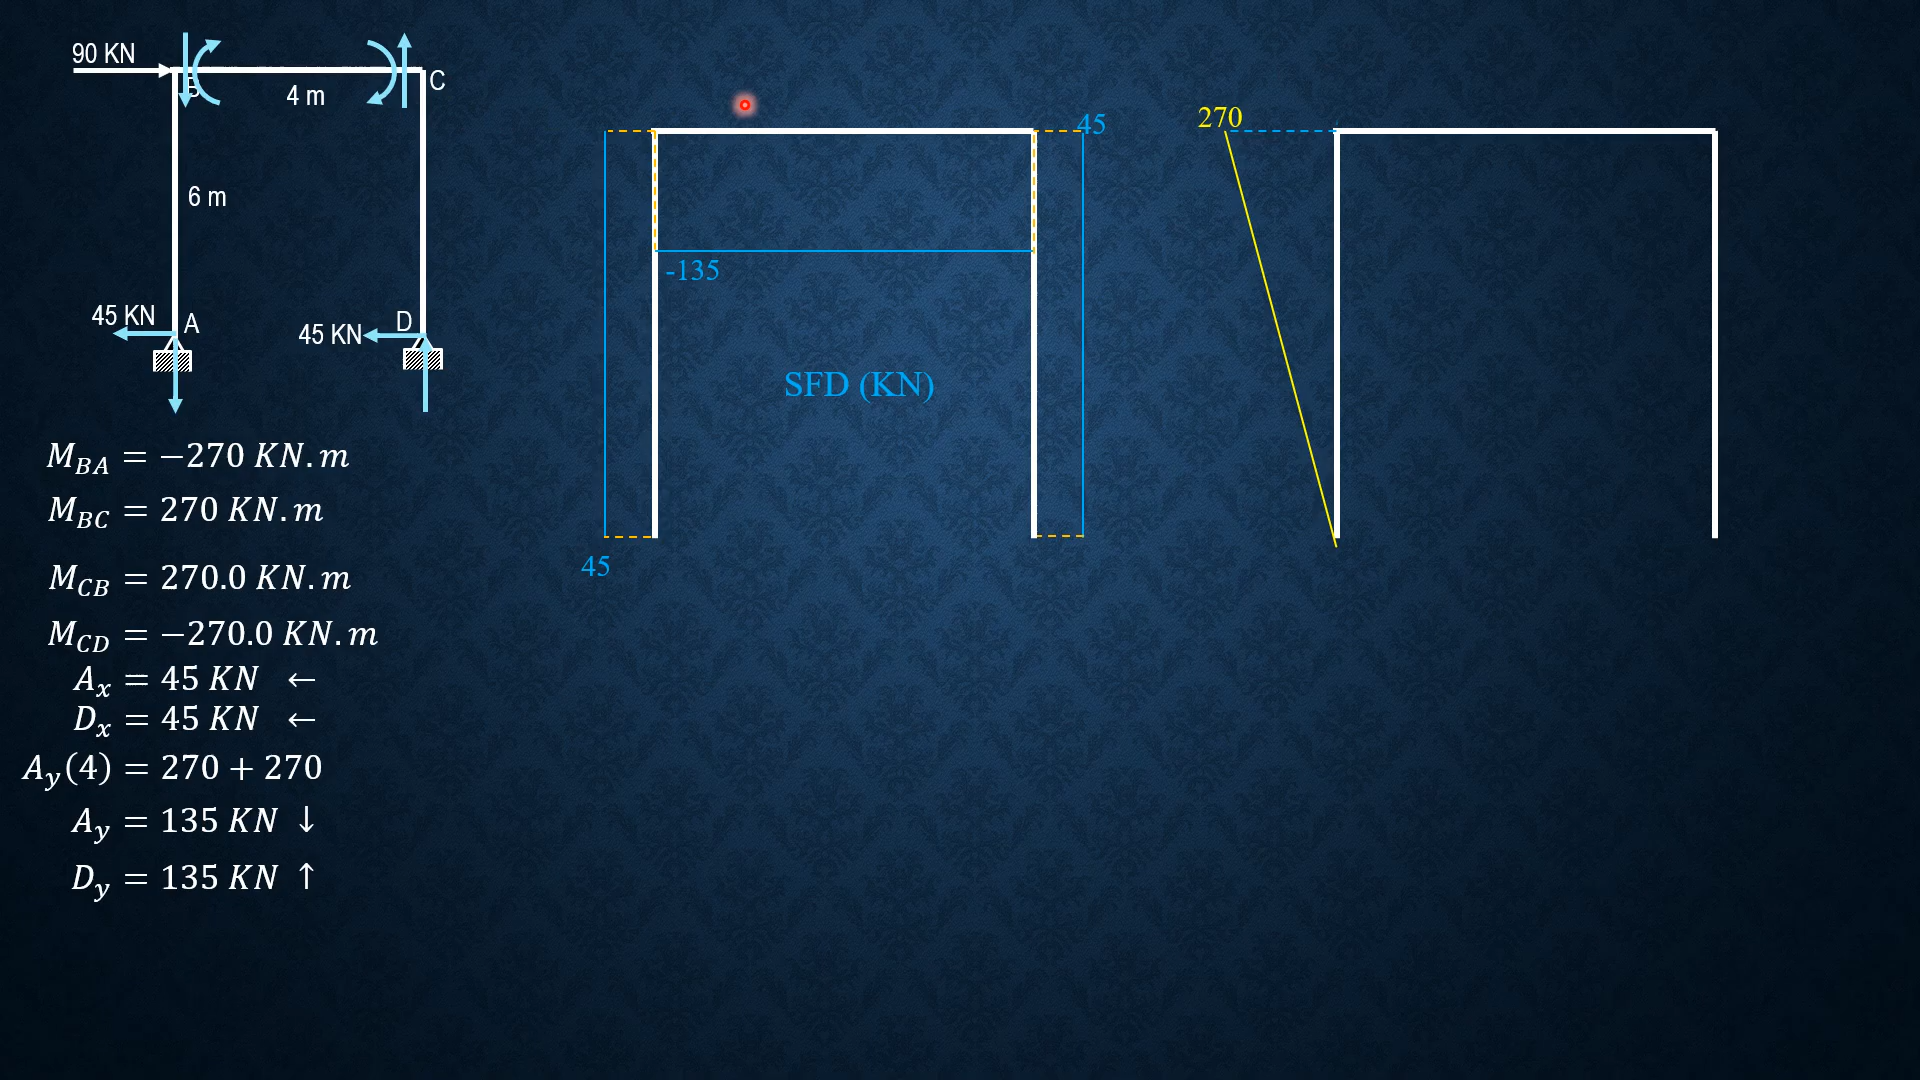 90 KN
B
C
4 m
6 m
45 KN
A
45 KN
D
M_BA = −270 KN.m
M_BC = 270 KN.m
M_CB = 270.0 KN.m
M_CD = −270.0 KN.m
A_x = 45 KN ←
D_x = 45 KN ←
A_y(4) = 270 + 270
A_y = 135 KN ↓
D_y = 135 KN ↑
45
-135
SFD (KN)
45
270